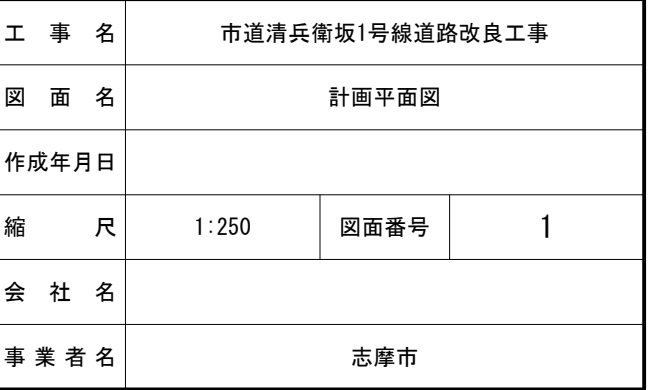 工事名 市道清兵衛坂1号線道路改良工事
図面名 計画平面図
作成年月日
縮尺 1:250 図面番号 1
会社名
事業者名 志摩市